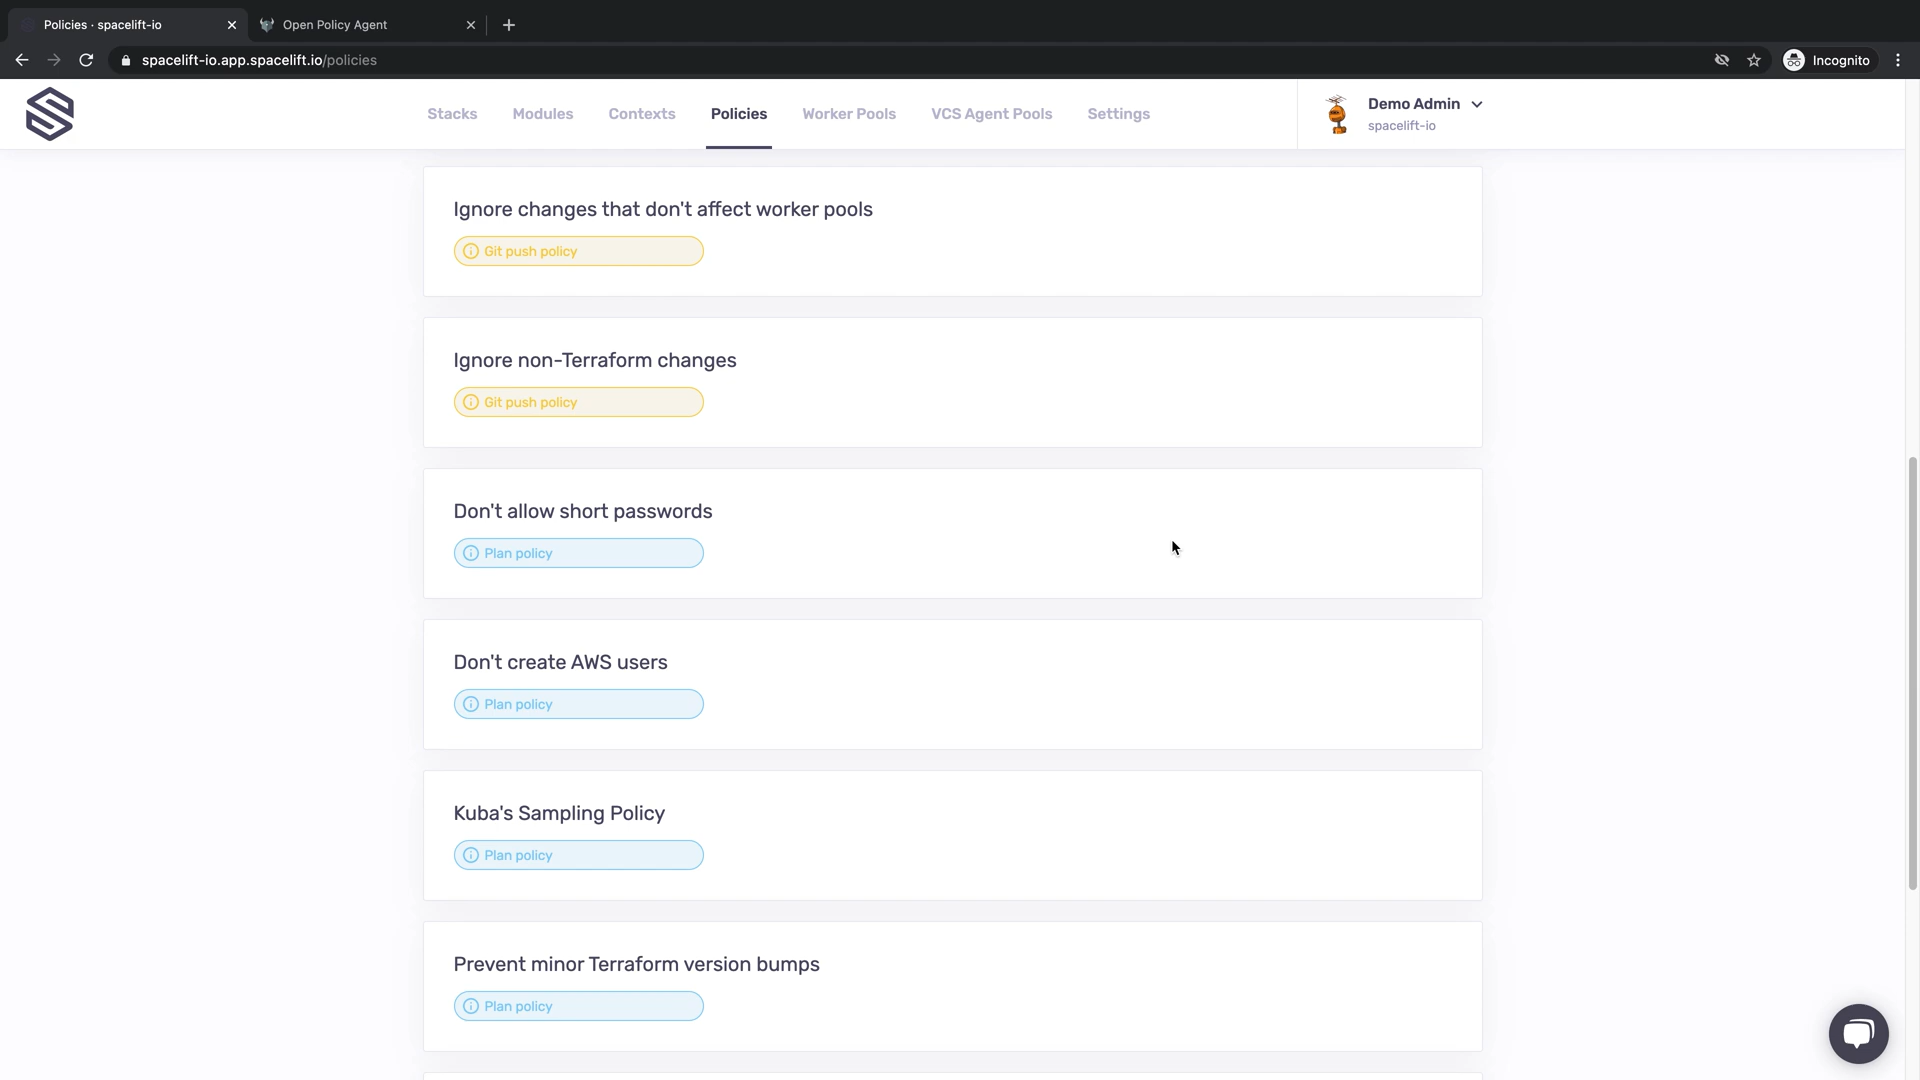 Policies · spacelift-io
Open Policy Agent
spacelift-io.app.spacelift.io/policies
Incognito
Stacks
Modules
Contexts
Policies
Worker Pools
VCS Agent Pools
Settings
Demo Admin
spacelift-io
Ignore changes that don't affect worker pools
Git push policy
Ignore non-Terraform changes
Git push policy
Don't allow short passwords
Plan policy
Don't create AWS users
Plan policy
Kuba's Sampling Policy
Plan policy
Prevent minor Terraform version bumps
Plan policy